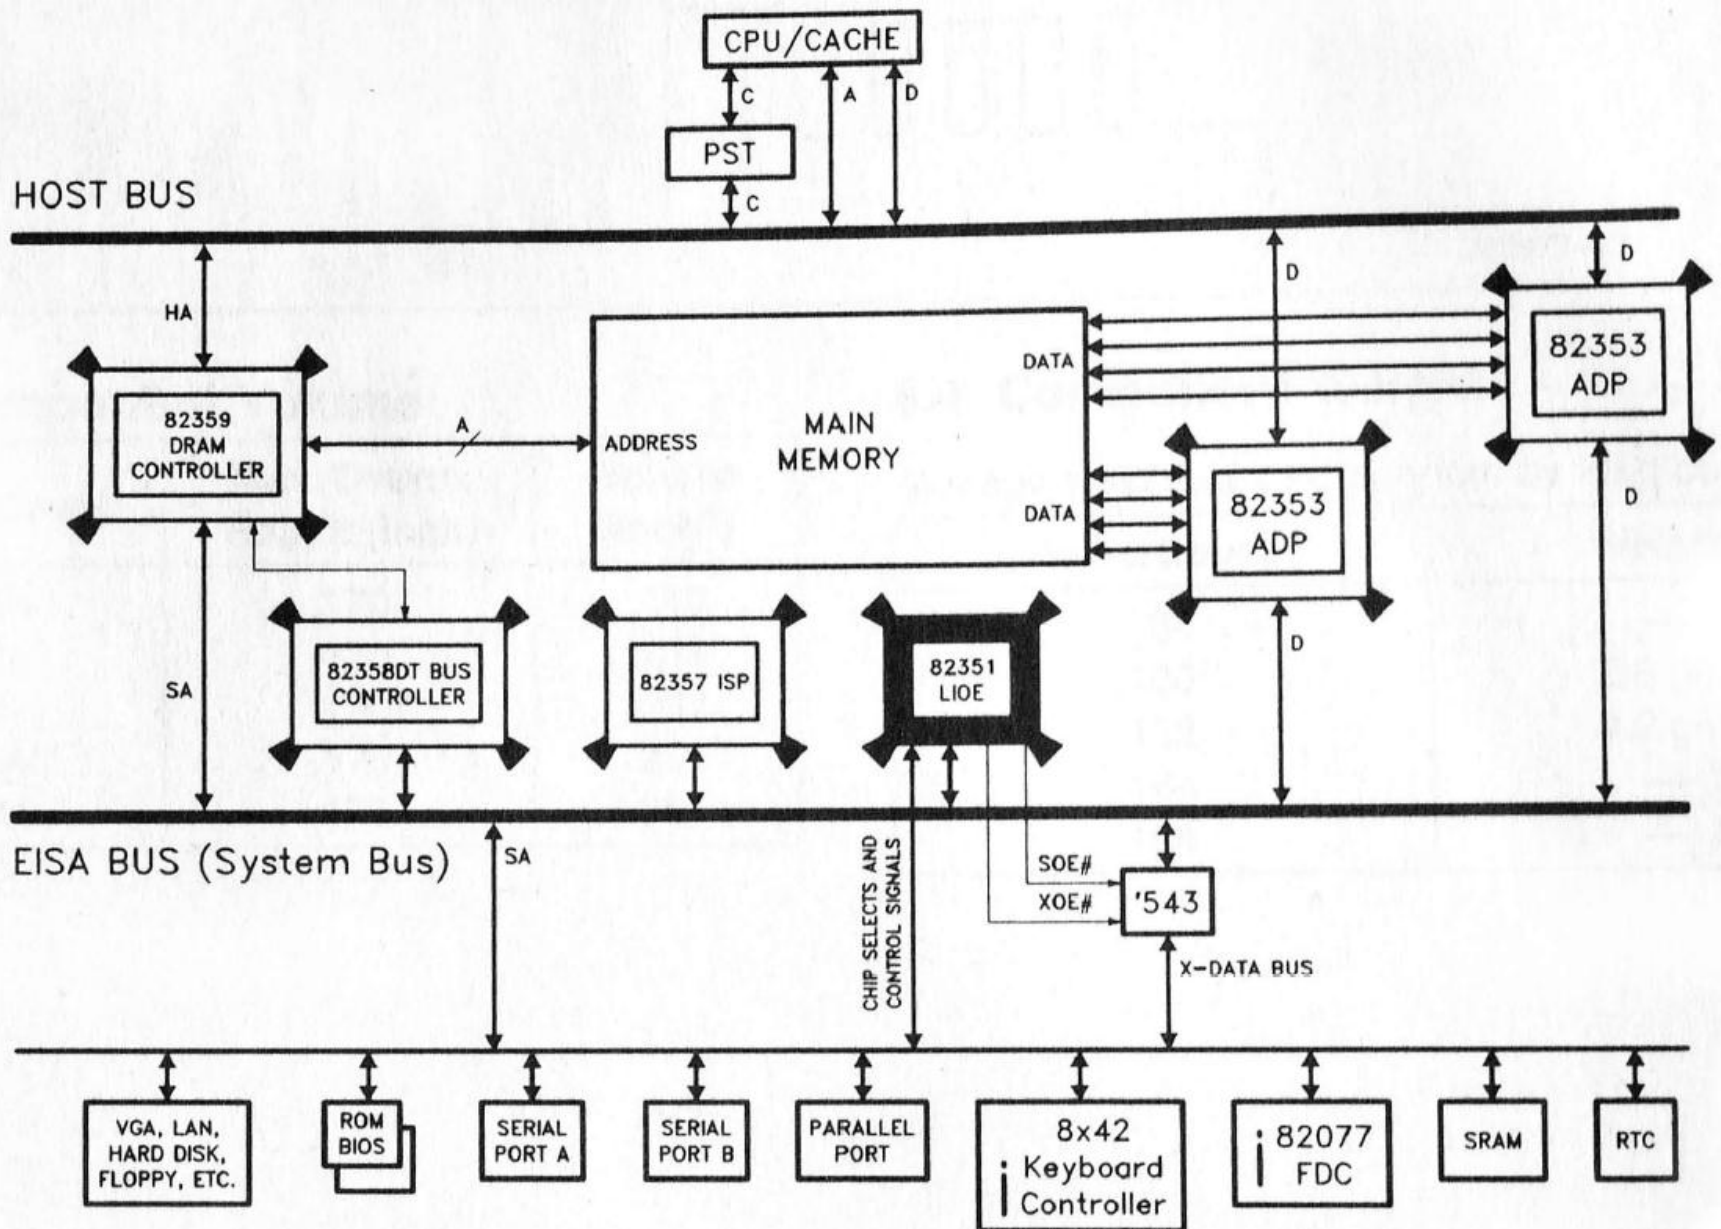 CPU/CACHE
C
A
D
PST
C
HOST BUS
HA
D
D
82353
ADP
82359
DRAM
CONTROLLER
A
ADDRESS
MAIN
MEMORY
DATA
DATA
82353
ADP
D
D
SA
82358DT BUS
CONTROLLER
82357 ISP
82351
LIOE
EISA BUS (System Bus)
SA
CHIP SELECTS AND
CONTROL SIGNALS
SOE#
XOE#
'543
X-DATA BUS
VGA, LAN,
HARD DISK,
FLOPPY, ETC.
ROM
BIOS
SERIAL
PORT A
SERIAL
PORT B
PARALLEL
PORT
8x42
i Keyboard
Controller
i 82077
FDC
SRAM
RTC